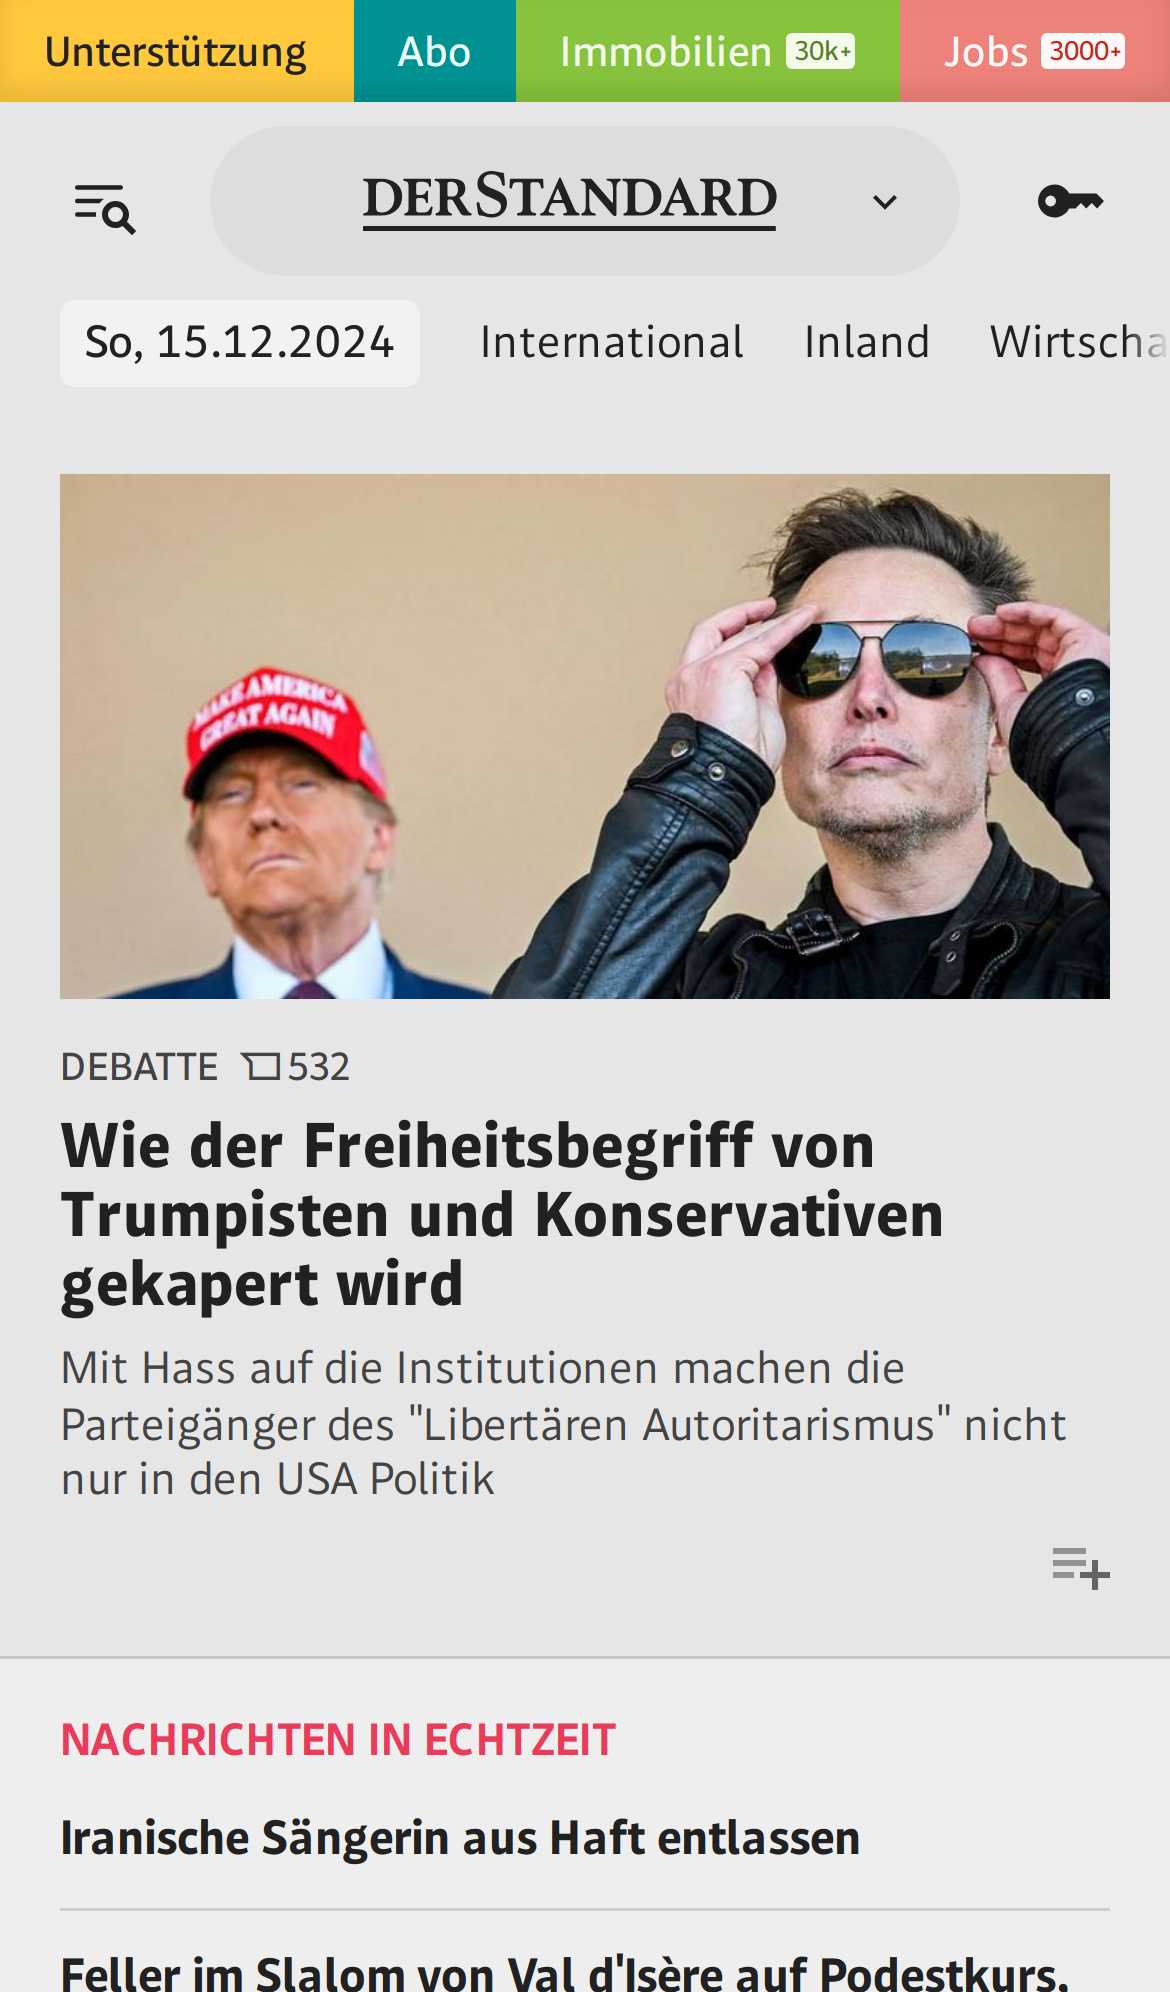 Unterstützung Abo Immobilien 30k+ Jobs 3000+
DERSTANDARD
So, 15.12.2024 International Inland Wirtscha
MAKE AMERICA
GREAT AGAIN
DEBATTE 532
Wie der Freiheitsbegriff von
Trumpisten und Konservativen
gekapert wird
Mit Hass auf die Institutionen machen die
Parteigänger des "Libertären Autoritarismus" nicht
nur in den USA Politik
NACHRICHTEN IN ECHTZEIT
Iranische Sängerin aus Haft entlassen
Feller im Slalom von Val d'Isère auf Podestkurs,